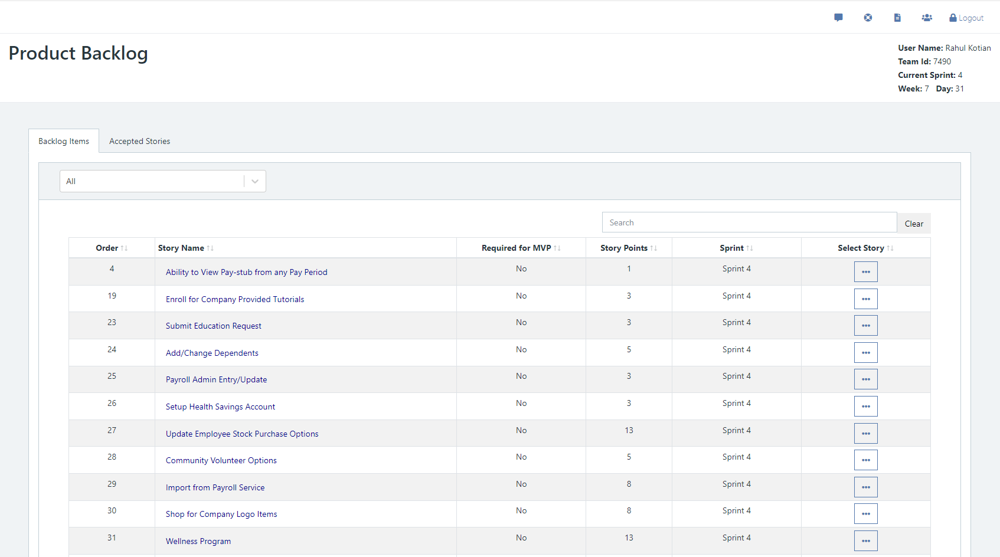 Logout
Product Backlog
User Name: Rahul Kotian
Team Id: 7490
Current Sprint: 4
Week: 7 Day: 31
Backlog Items Accepted Stories
All
Search Clear
Order Story Name Required for MVP Story Points Sprint Select Story
4 Ability to View Pay-stub from any Pay Period No 1 Sprint 4
19 Enroll for Company Provided Tutorials No 3 Sprint 4
23 Submit Education Request No 3 Sprint 4
24 Add/Change Dependents No 5 Sprint 4
25 Payroll Admin Entry/Update No 3 Sprint 4
26 Setup Health Savings Account No 3 Sprint 4
27 Update Employee Stock Purchase Options No 13 Sprint 4
28 Community Volunteer Options No 5 Sprint 4
29 Import from Payroll Service No 8 Sprint 4
30 Shop for Company Logo Items No 8 Sprint 4
31 Wellness Program No 13 Sprint 4